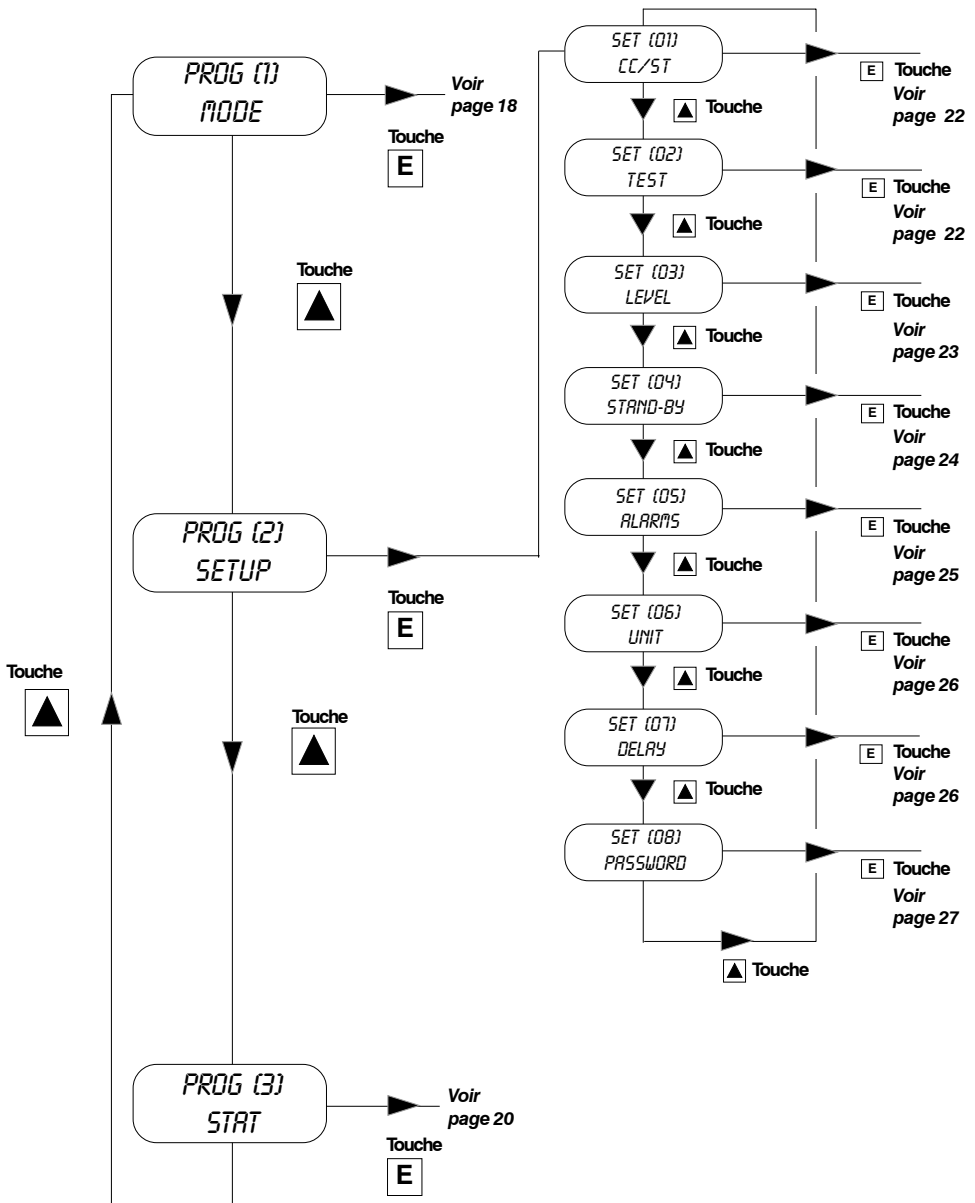 PROG (1)
MODE
Voir
page 18
Touche
E
Touche
PROG (2)
SETUP
Touche
E
Touche
Touche
PROG (3)
STAT
Voir
page 20
Touche
E
SET (01)
CC/ST
E Touche
Voir
page 22
Touche
SET (02)
TEST
E Touche
Voir
page 22
Touche
SET (03)
LEVEL
E Touche
Voir
page 23
Touche
SET (04)
STAND-BY
E Touche
Voir
page 24
Touche
SET (05)
ALARMS
E Touche
Voir
page 25
Touche
SET (06)
UNIT
E Touche
Voir
page 26
Touche
SET (07)
DELAY
E Touche
Voir
page 26
Touche
SET (08)
PASSWORD
E Touche
Voir
page 27
Touche